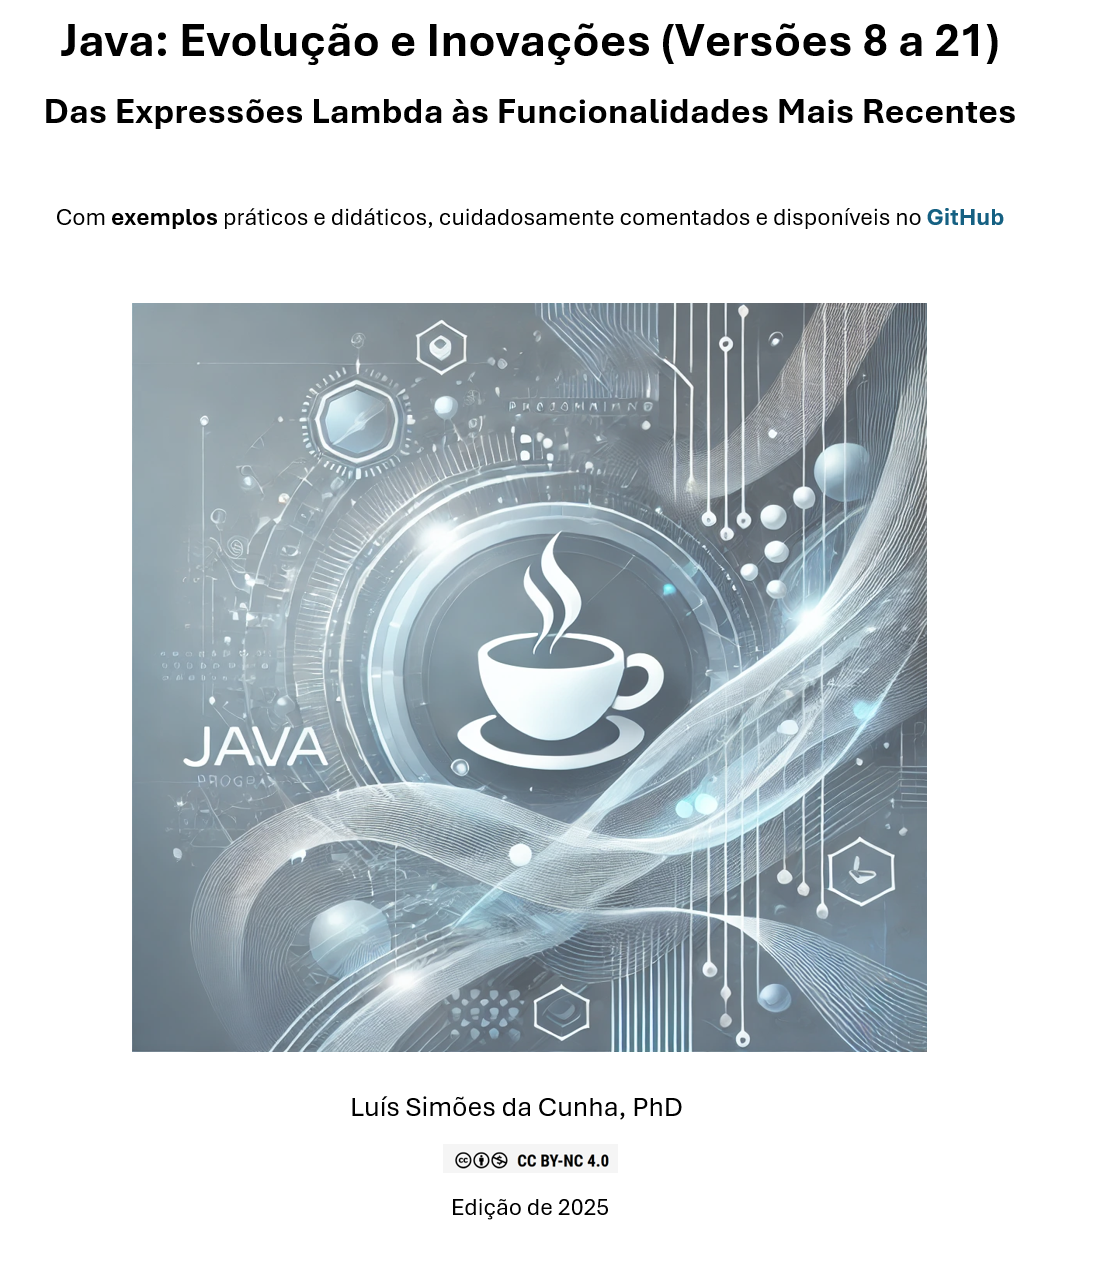 Java: Evolução e Inovações (Versões 8 a 21)
Das Expressões Lambda às Funcionalidades Mais Recentes
Com exemplos práticos e didáticos, cuidadosamente comentados e disponíveis no GitHub
JAVA
Luís Simões da Cunha, PhD
CC BY-NC 4.0
Edição de 2025